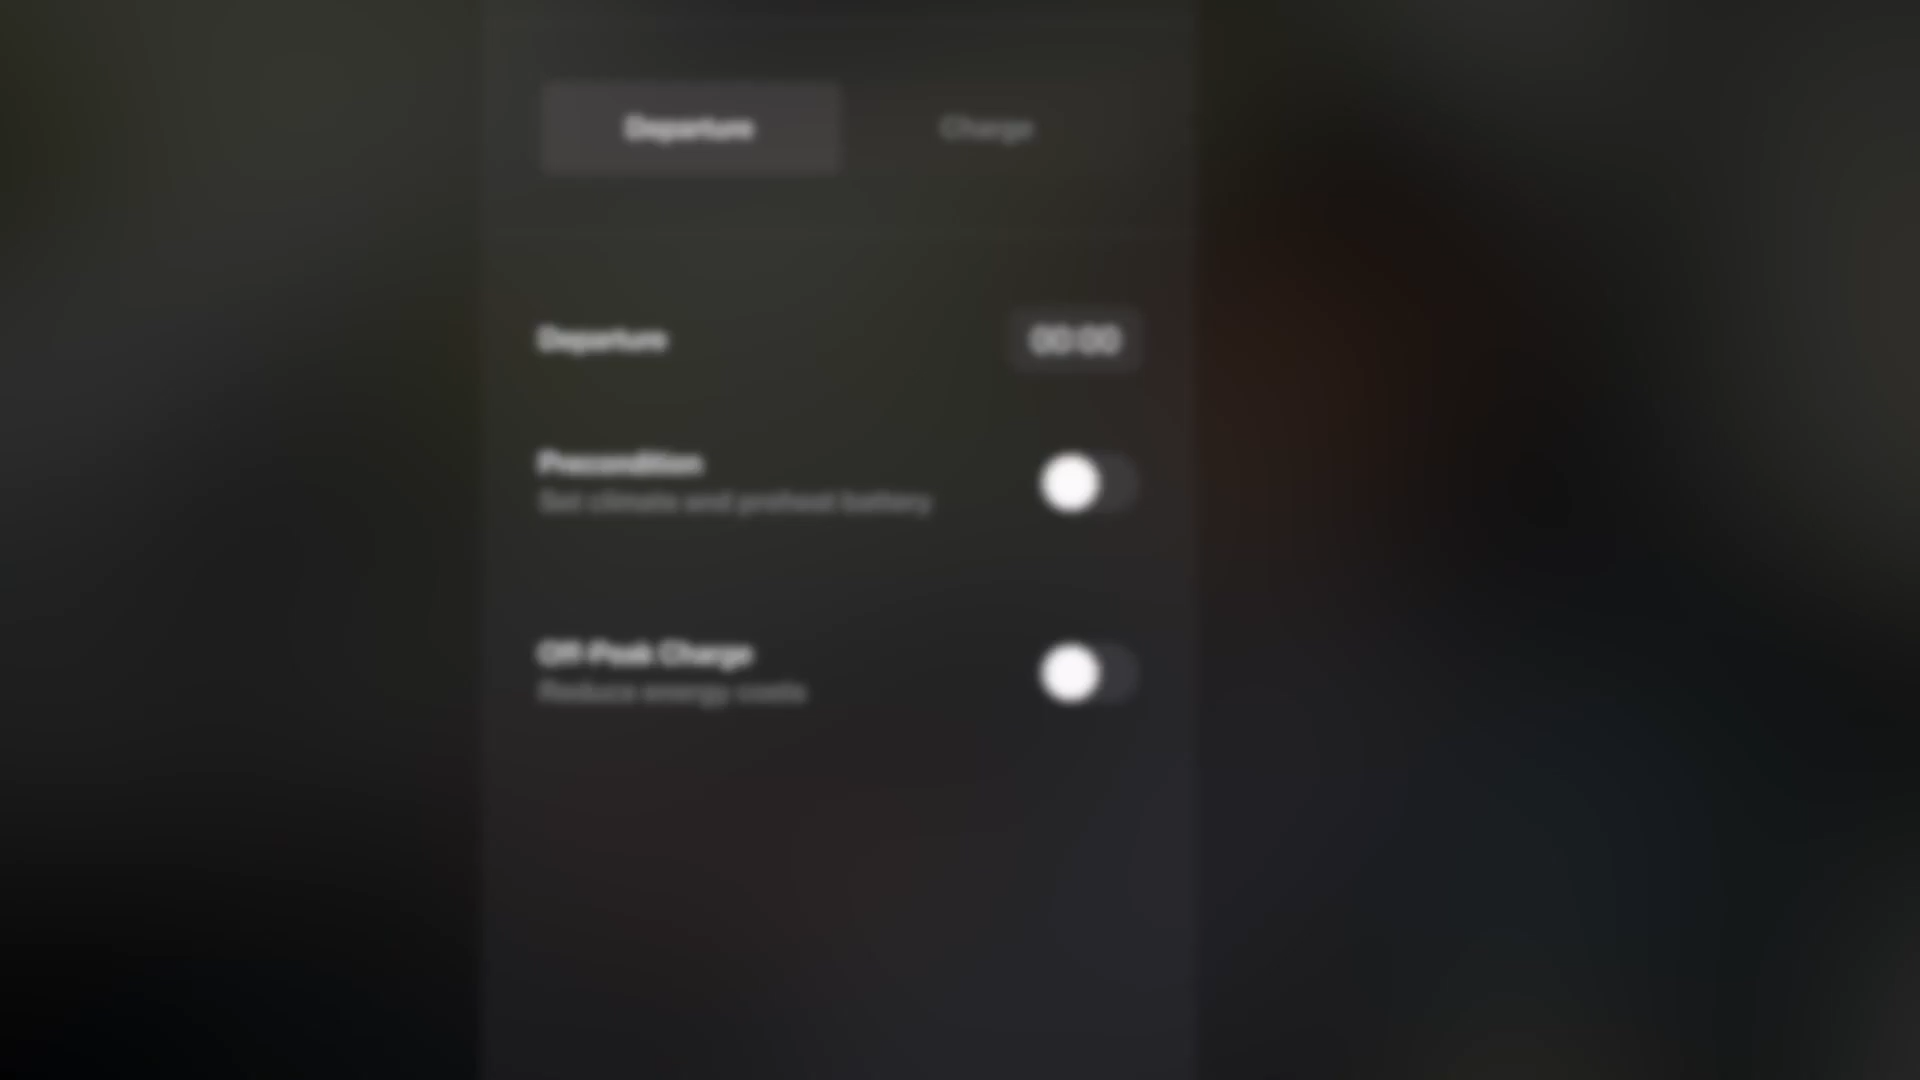 Departure
Charge
Departure
00:00
Precondition
Set climate and preheat battery
Off-Peak Charge
Reduce energy costs